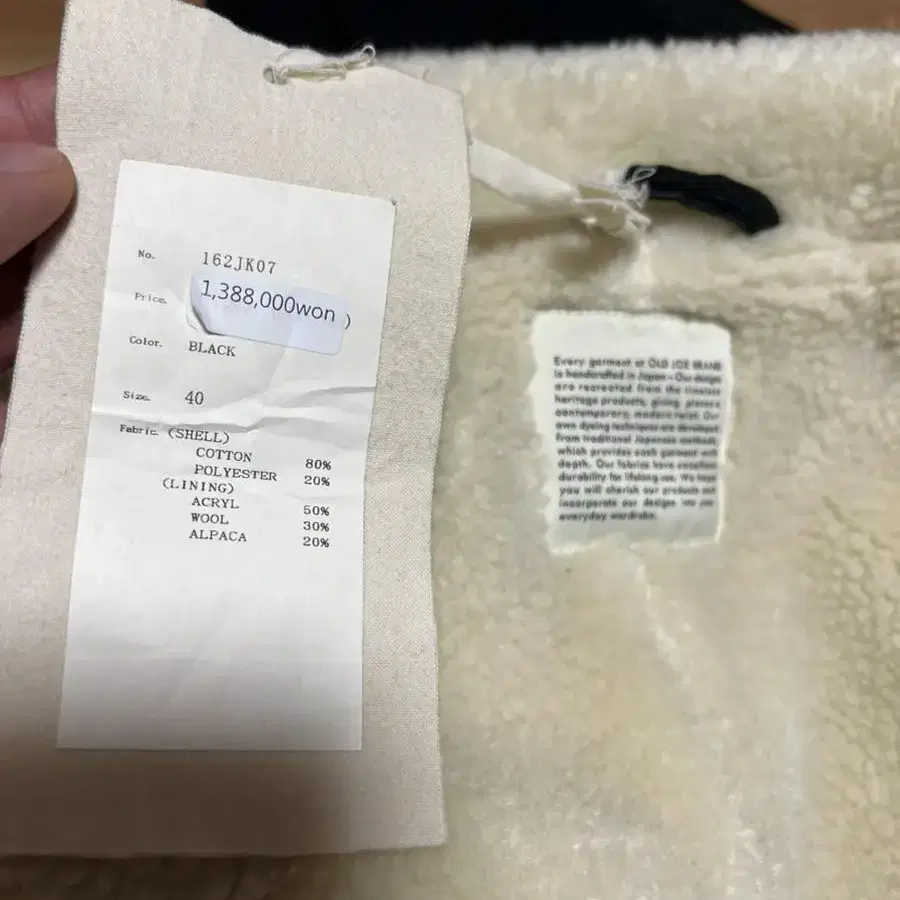 No. 162JK07
Price. 1,388,000won )
Color. BLACK
Size. 40
Fabric. (SHELL)
COTTON 80%
POLYESTER 20%
(LINING)
ACRYL 50%
WOOL 30%
ALPACA 20%
Every garment at OLD JOE BRAND
is handcrafted in Japan - Our designs
are recreated from the timeless
heritage products, giving
contemporary, modern twist. Our
own dyeing techniques are developed
from traditional Japanese methods,
which provides each garment with
depth. Our fabrics have excellent
durability for lifelong use. We hope
you will cherish our products and
incorporate our designs into your
everyday wardrobe.